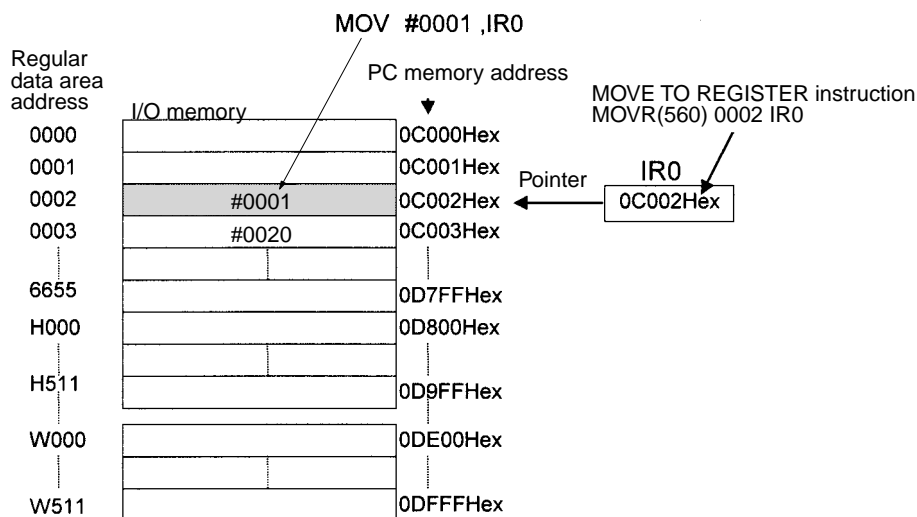 MOV #0001 ,IR0
Regular
data area
address
PC memory address
I/O memory
MOVE TO REGISTER instruction
MOVR(560) 0002 IR0
0000
0C000Hex
0001
0C001Hex
IR0
0002
#0001
0C002Hex
Pointer
0C002Hex
0003
#0020
0C003Hex
6655
0D7FFHex
H000
0D800Hex
H511
0D9FFHex
W000
0DE00Hex
W511
0DFFFHex